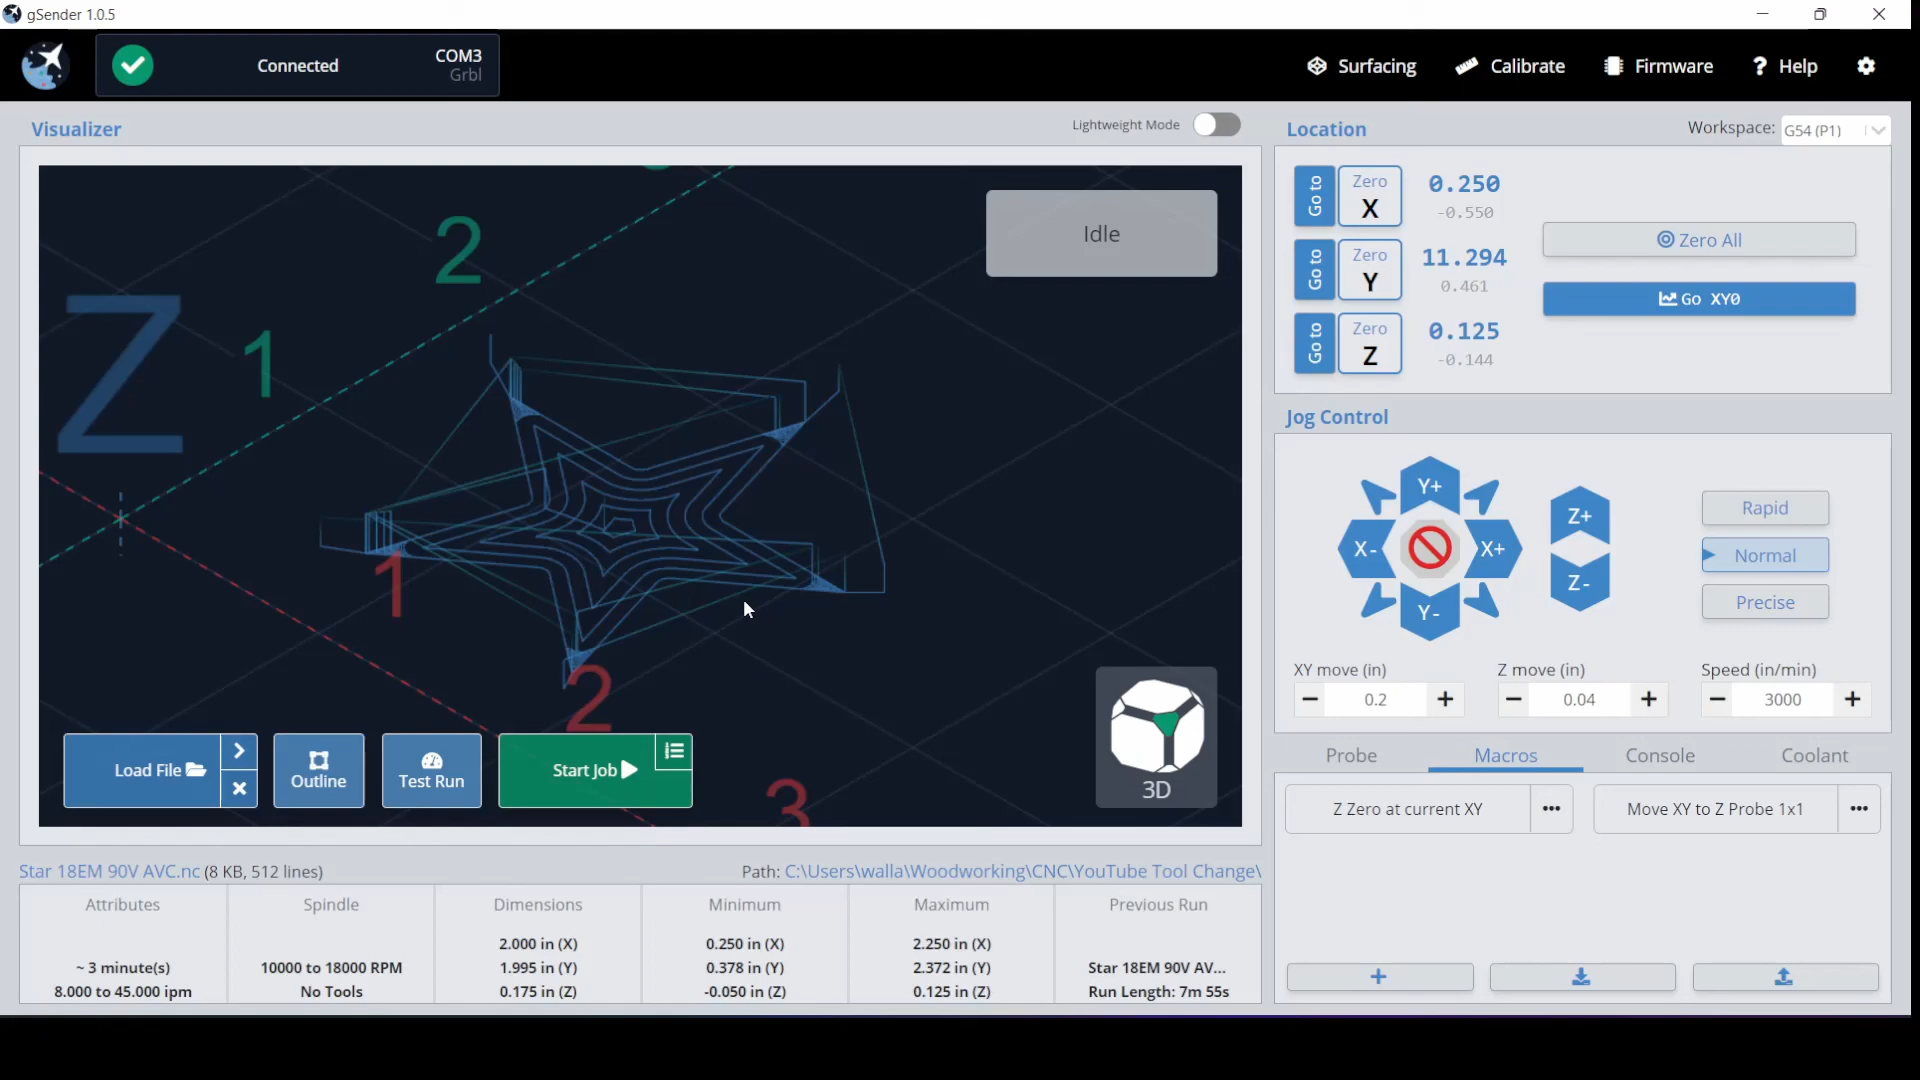 gSender 1.0.5
Connected
COM3
Grbl
Surfacing
Calibrate
Firmware
? Help
Visualizer
Lightweight Mode
Location
Workspace: G54 (P1)
Z
1
2
1
2
3
Idle
3D
Load File
Outline
Test Run
Start Job
Go to
Zero
X
0.250
-0.550
Go to
Zero
Y
11.294
0.461
Go to
Zero
Z
0.125
-0.144
Zero All
Go XY0
Jog Control
Y+
X-
X+
Y-
Z+
Z-
Rapid
Normal
Precise
XY move (in)
− 0.2 +
Z move (in)
− 0.04 +
Speed (in/min)
− 3000 +
Probe
Macros
Console
Coolant
Z Zero at current XY
•••
Move XY to Z Probe 1x1
•••
+
Star 18EM 90V AVC.nc (8 KB, 512 lines)
Path: C:\Users\walla\Woodworking\CNC\YouTube Tool Change\
Attributes
~ 3 minute(s)
8.000 to 45.000 ipm
Spindle
10000 to 18000 RPM
No Tools
Dimensions
2.000 in (X)
1.995 in (Y)
0.175 in (Z)
Minimum
0.250 in (X)
0.378 in (Y)
-0.050 in (Z)
Maximum
2.250 in (X)
2.372 in (Y)
0.125 in (Z)
Previous Run
Star 18EM 90V AV...
Run Length: 7m 55s